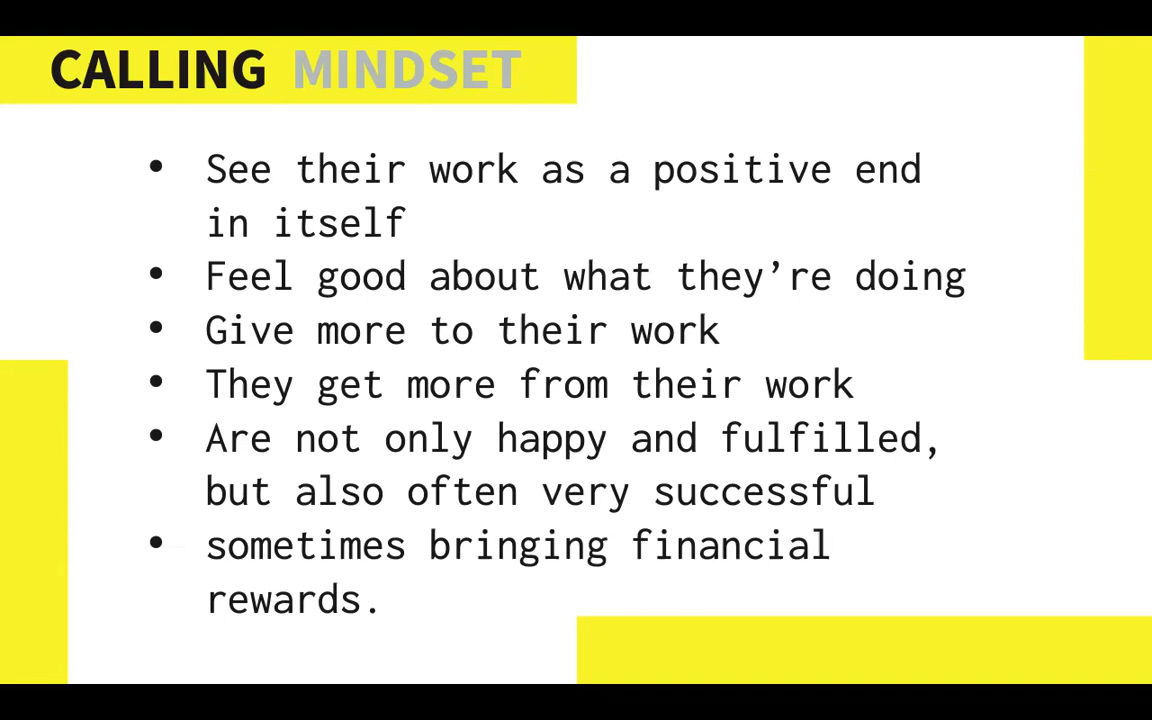 CALLING MINDSET
• See their work as a positive end
in itself
• Feel good about what they’re doing
• Give more to their work
• They get more from their work
• Are not only happy and fulfilled,
but also often very successful
• sometimes bringing financial
rewards.